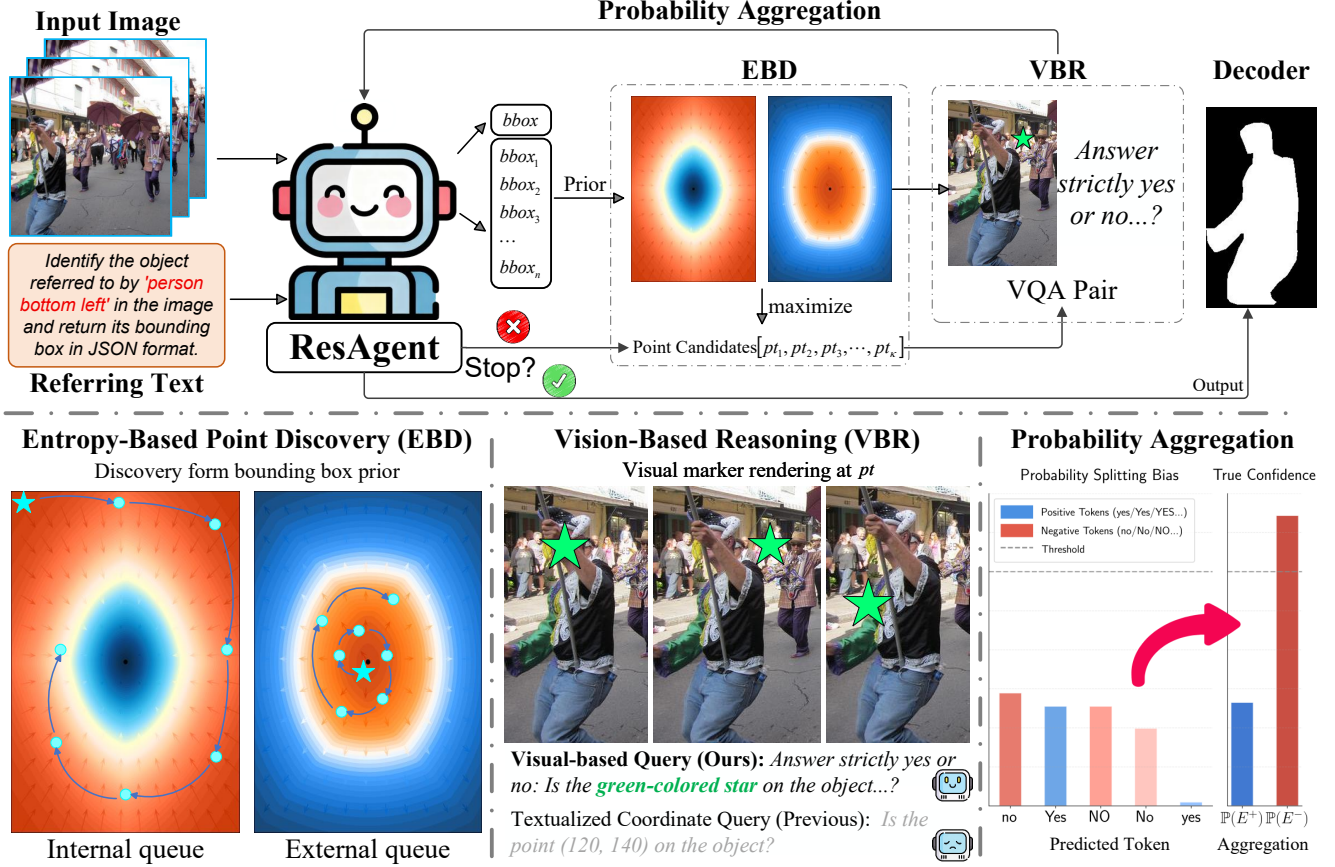 Probability Aggregation
Input Image
EBD
VBR
Decoder
bbox
bbox₁
bbox₂
bbox₃
...
bboxₙ
Prior
Answer
strictly yes
or no...?
VQA Pair
maximize
Identify the object
referred to by 'person
bottom left' in the image
and return its bounding
box in JSON format.
Referring Text
ResAgent
Stop?
Point Candidates[pt₁, pt₂, pt₃, ⋯, ptκ]
Output
Entropy-Based Point Discovery (EBD)
Discovery form bounding box prior
Internal queue
External queue
Vision-Based Reasoning (VBR)
Visual marker rendering at pt
Visual-based Query (Ours): Answer strictly yes or
no: Is the green-colored star on the object...?
Textualized Coordinate Query (Previous): Is the
point (120, 140) on the object?
Probability Aggregation
Probability Splitting Bias
True Confidence
Positive Tokens (yes/Yes/YES...)
Negative Tokens (no/No/NO...)
Threshold
no Yes NO No yes
ℙ(E⁺) ℙ(E⁻)
Predicted Token
Aggregation